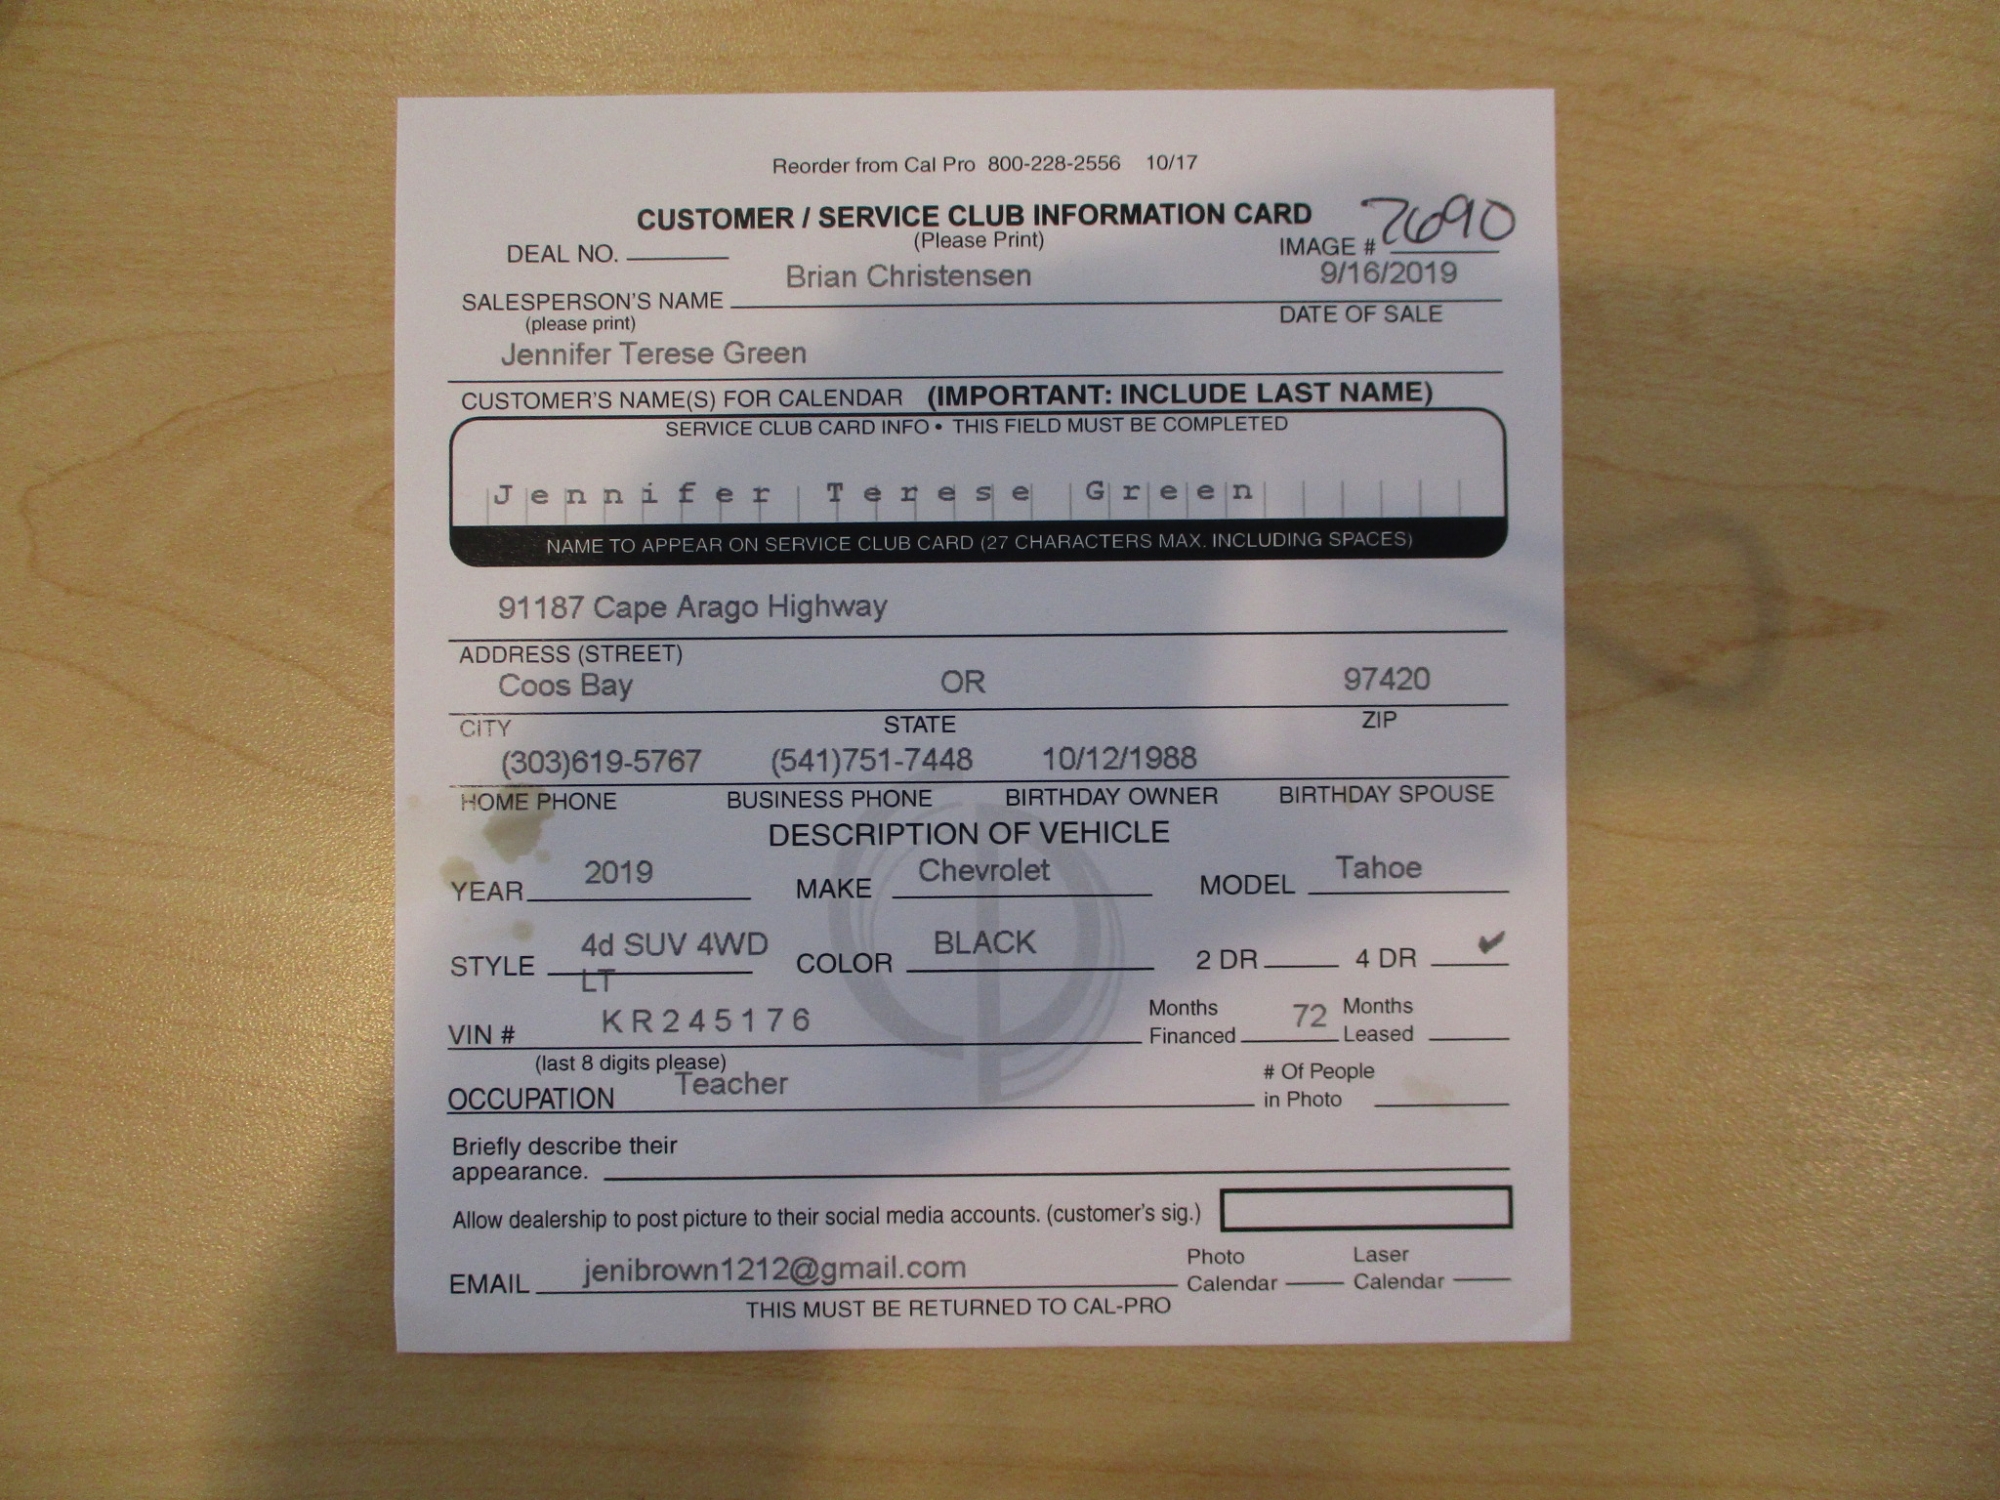 Reorder from Cal Pro 800-228-2556 10/17
CUSTOMER / SERVICE CLUB INFORMATION CARD
(Please Print)
DEAL NO.
IMAGE # 7690
Brian Christensen
9/16/2019
SALESPERSON'S NAME
DATE OF SALE
(please print)
Jennifer Terese Green
CUSTOMER'S NAME(S) FOR CALENDAR (IMPORTANT: INCLUDE LAST NAME)
SERVICE CLUB CARD INFO • THIS FIELD MUST BE COMPLETED
Jennifer Terese Green
NAME TO APPEAR ON SERVICE CLUB CARD (27 CHARACTERS MAX. INCLUDING SPACES)
91187 Cape Arago Highway
ADDRESS (STREET)
Coos Bay OR 97420
CITY STATE ZIP
(303)619-5767 (541)751-7448 10/12/1988
HOME PHONE BUSINESS PHONE BIRTHDAY OWNER BIRTHDAY SPOUSE
DESCRIPTION OF VEHICLE
YEAR 2019 MAKE Chevrolet MODEL Tahoe
STYLE 4d SUV 4WD COLOR BLACK 2 DR 4 DR ✔
LT
VIN # KR245176
Months Financed 72 Months Leased
(last 8 digits please)
OCCUPATION Teacher
# Of People
in Photo
Briefly describe their
appearance.
Allow dealership to post picture to their social media accounts. (customer's sig.)
EMAIL jenibrown1212@gmail.com
Photo Calendar Laser Calendar
THIS MUST BE RETURNED TO CAL-PRO